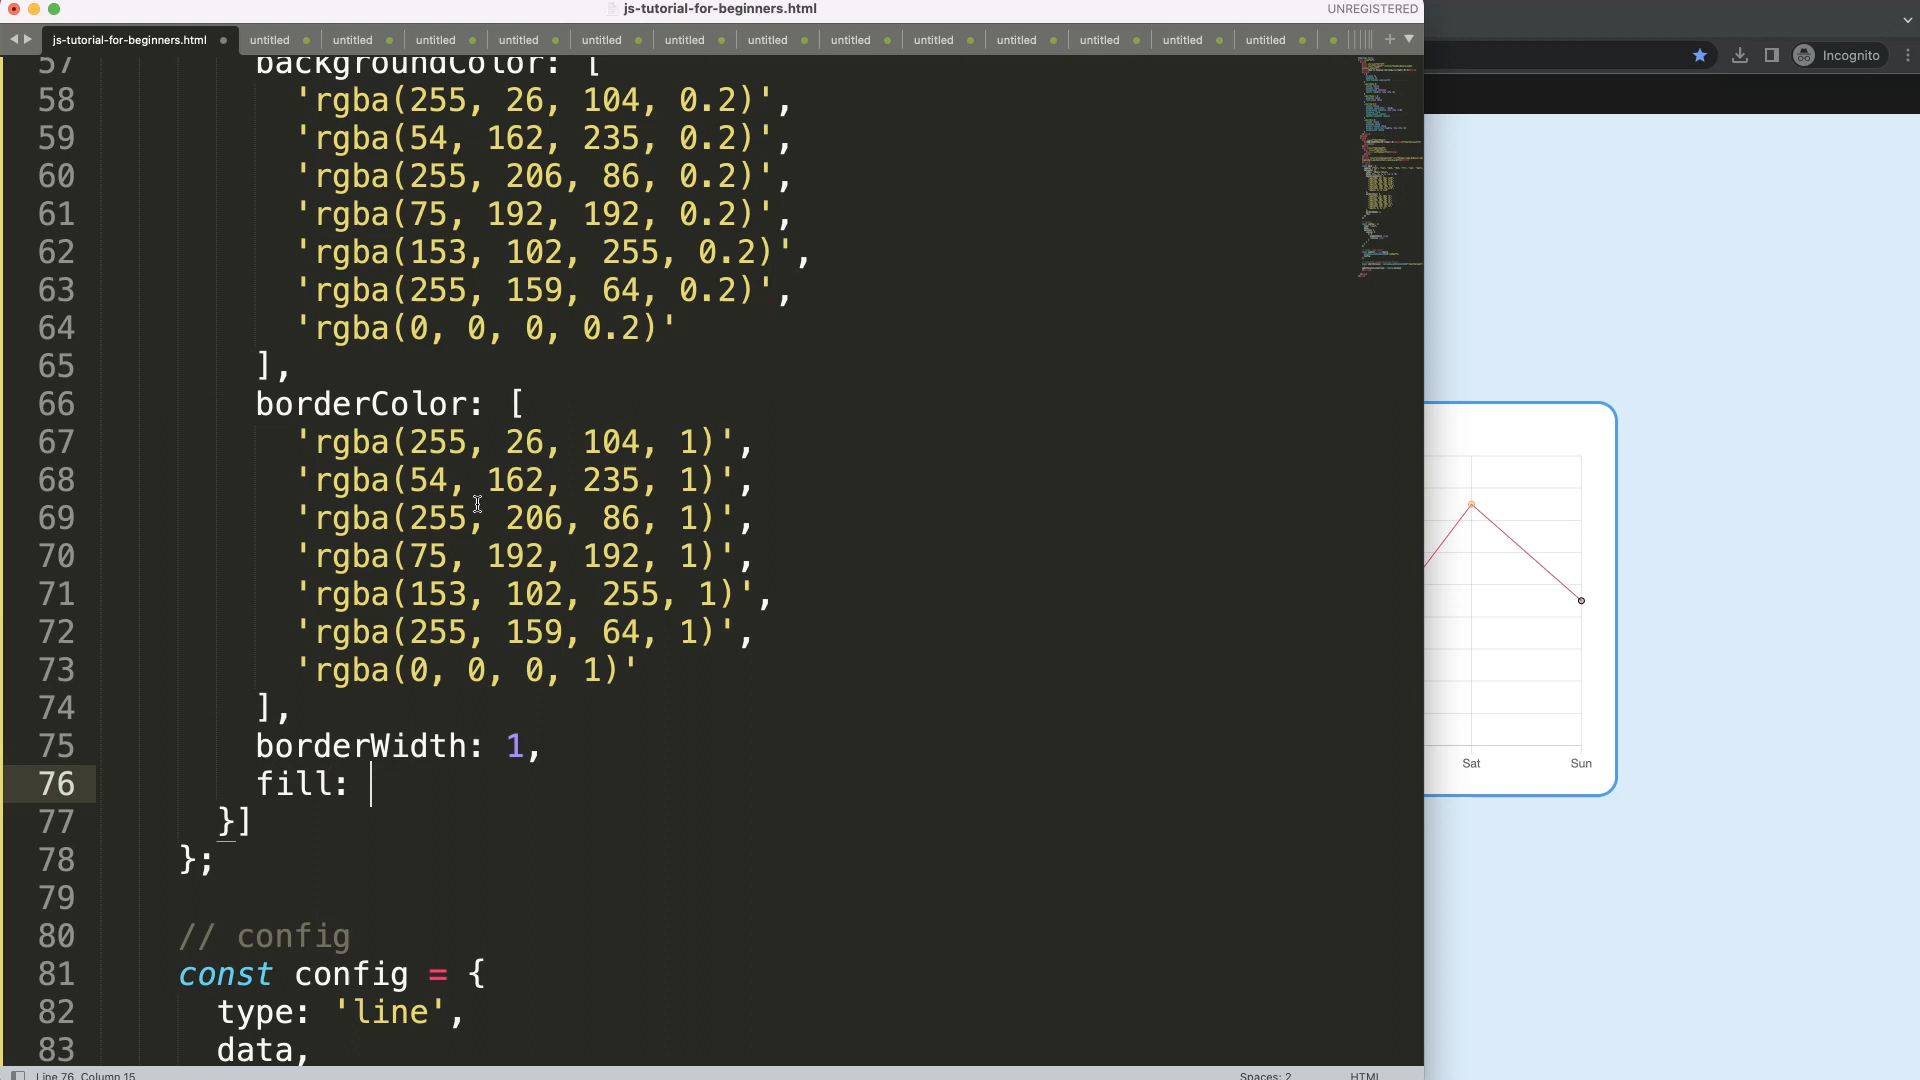 js-tutorial-for-beginners.html
UNREGISTERED
js-tutorial-for-beginners.html untitled untitled untitled untitled untitled untitled untitled untitled untitled untitled untitled untitled untitled
Incognito
57 backgroundColor: [
58 'rgba(255, 26, 104, 0.2)',
59 'rgba(54, 162, 235, 0.2)',
60 'rgba(255, 206, 86, 0.2)',
61 'rgba(75, 192, 192, 0.2)',
62 'rgba(153, 102, 255, 0.2)',
63 'rgba(255, 159, 64, 0.2)',
64 'rgba(0, 0, 0, 0.2)'
65 ],
66 borderColor: [
67 'rgba(255, 26, 104, 1)',
68 'rgba(54, 162, 235, 1)',
69 'rgba(255, 206, 86, 1)',
70 'rgba(75, 192, 192, 1)',
71 'rgba(153, 102, 255, 1)',
72 'rgba(255, 159, 64, 1)',
73 'rgba(0, 0, 0, 1)'
74 ],
75 borderWidth: 1,
76 fill:
77 }]
78 };
79
80 // config
81 const config = {
82 type: 'line',
83 data,
Sat Sun
Line 76, Column 15
Spaces: 2
HTML